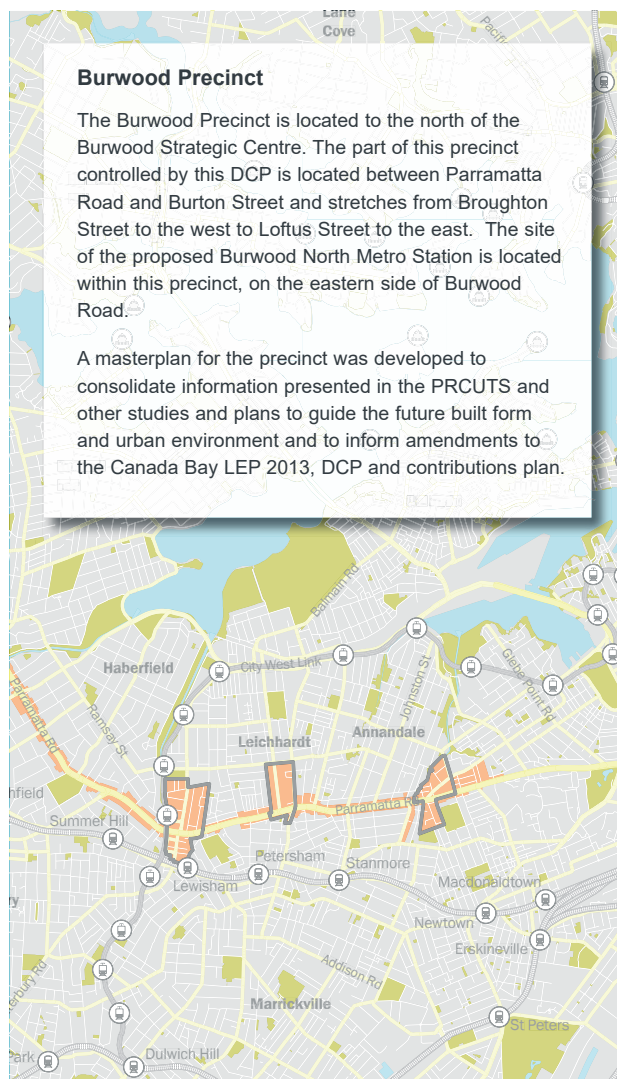 Lane
Cove
Pacific
Burwood Precinct
The Burwood Precinct is located to the north of the
Burwood Strategic Centre. The part of this precinct
controlled by this DCP is located between Parramatta
Road and Burton Street and stretches from Broughton
Street to the west to Loftus Street to the east.  The site
of the proposed Burwood North Metro Station is located
within this precinct, on the eastern side of Burwood
Road.
A masterplan for the precinct was developed to
consolidate information presented in the PRCUTS and
other studies and plans to guide the future built form
and urban environment and to inform amendments to
the Canada Bay LEP 2013, DCP and contributions plan.
Balmain Rd
Haberfield
City West Link
Glebe Point Rd
Johnston St
Parramatta Rd
Ramsay St
Leichhardt
Annandale
hfield
Parramatta R
Summer Hill
Petersham
Stanmore
Lewisham
Macdonaldtown
ry
Newtown
Erskineville
Addison Rd
terbury Rd
Marrickville
St Peters
Park
Dulwich Hill